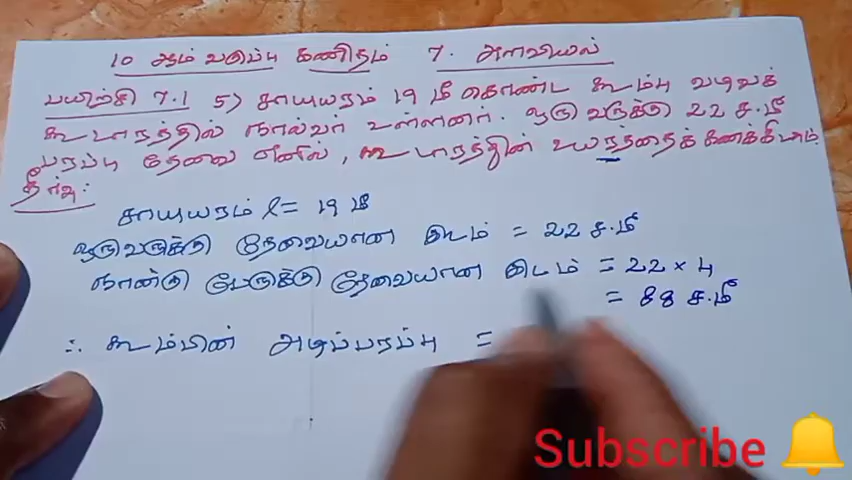 10 ஆம் வகுப்பு கணிதம் 7. அளவியல்
பயிற்சி 7.1 5) சாயுயரம் 19 மீ கொண்ட கூம்பு வடிவக்
கூடாரத்தில் நால்வர் உள்ளனர். ஒரு வருக்கு 22 ச.மீ
பரப்பு தேவை எனில், கூடாரத்தின் உயரத்தைக் கணக்கிடவும்.
தீர்வு:
சாயுயரம் l = 19 மீ
ஒருவருக்கு தேவையான இடம் = 22 ச.மீ
நான்கு பேருக்கு தேவையான இடம் = 22 × 4
= 88 ச.மீ
∴ கூம்பின் அடிப்பரப்பு =
Subscribe